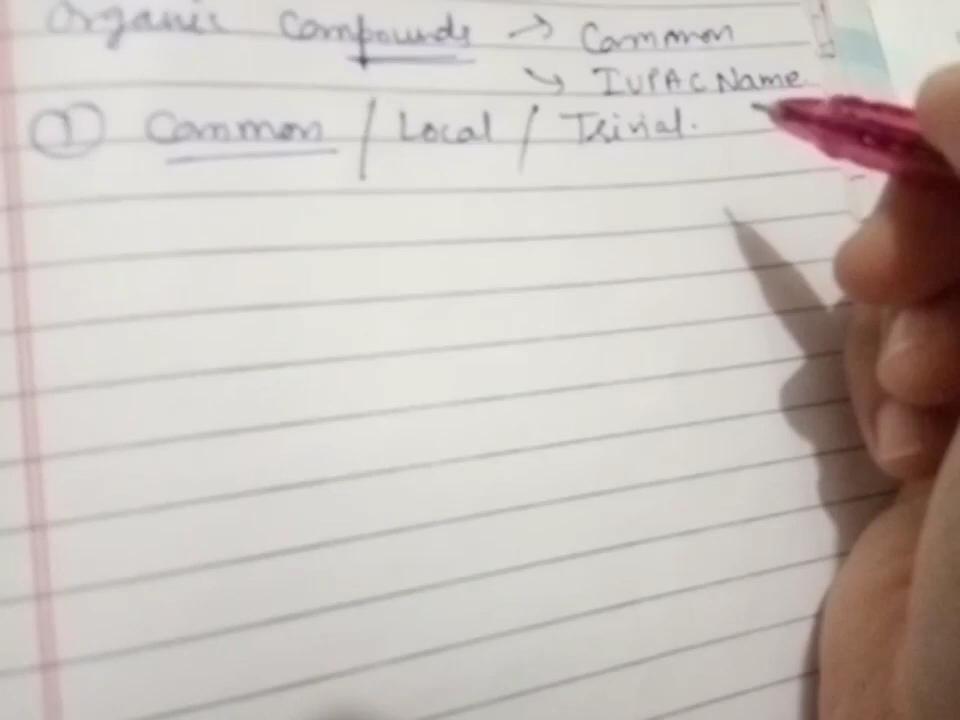 Organic Compounds → Common
↘ IUPAC Name
① Common / Local / Trivial.